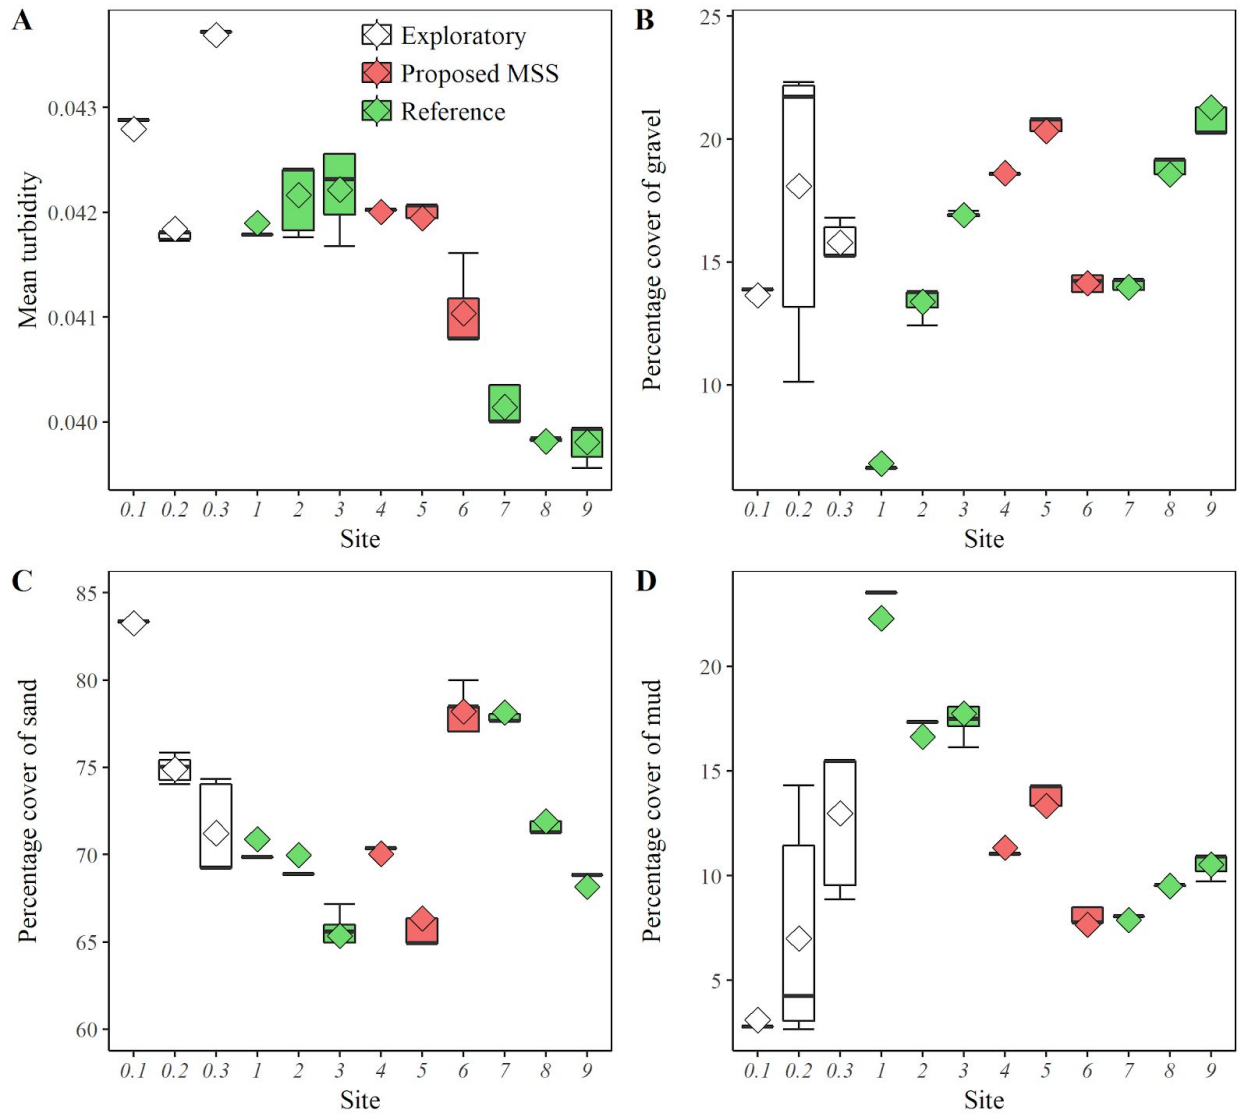 A
Exploratory
Proposed MSS
Reference
Mean turbidity
0.043
0.042
0.041
0.040
0.1 0.2 0.3 1 2 3 4 5 6 7 8 9
Site
B
Percentage cover of gravel
25
20
15
10
0.1 0.2 0.3 1 2 3 4 5 6 7 8 9
Site
C
Percentage cover of sand
85
80
75
70
65
60
0.1 0.2 0.3 1 2 3 4 5 6 7 8 9
Site
D
Percentage cover of mud
20
15
10
5
0.1 0.2 0.3 1 2 3 4 5 6 7 8 9
Site